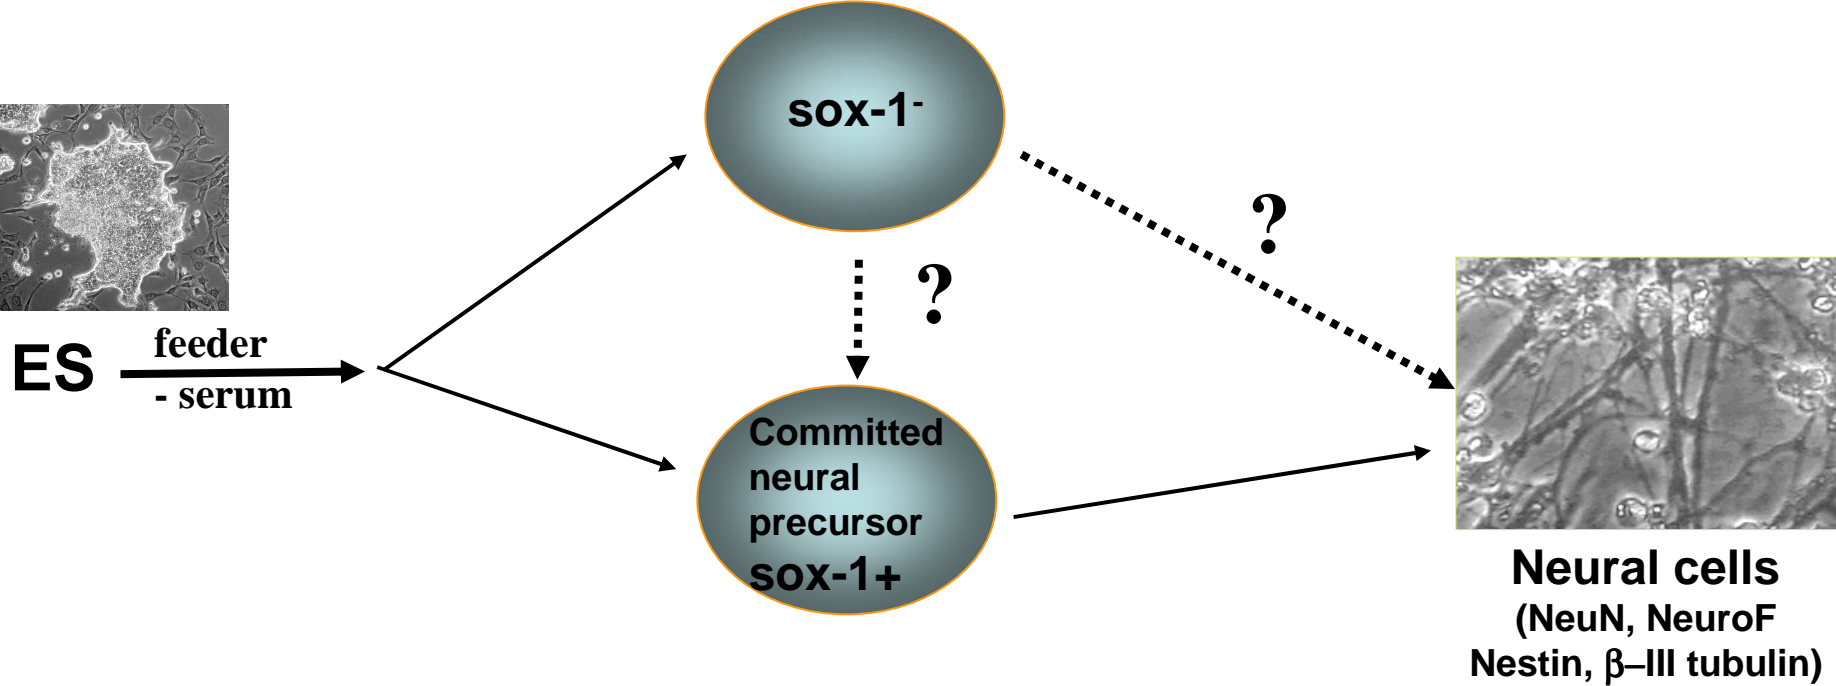 sox-1-
?
?
feeder
ES
- serum
Committed
neural
precursor
sox-1+
Neural cells
(NeuN, NeuroF
Nestin, β–III tubulin)